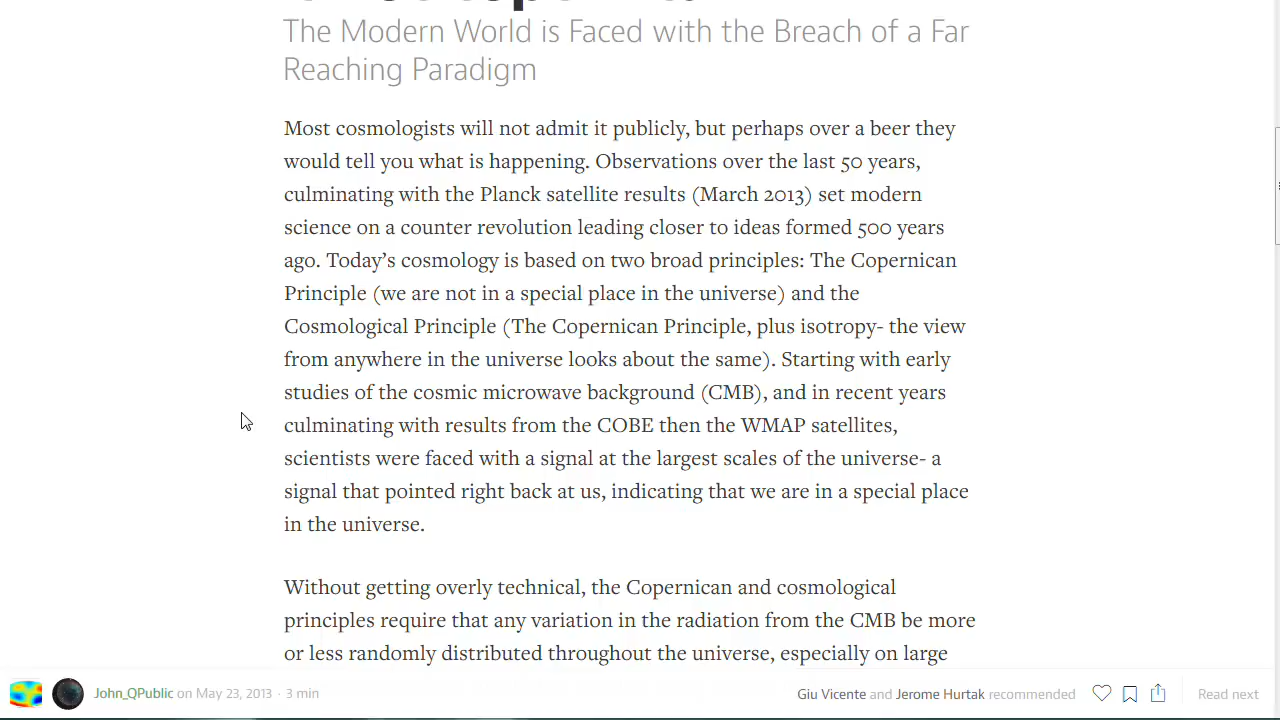 The Modern World is Faced with the Breach of a Far
Reaching Paradigm
Most cosmologists will not admit it publicly, but perhaps over a beer they
would tell you what is happening. Observations over the last 50 years,
culminating with the Planck satellite results (March 2013) set modern
science on a counter revolution leading closer to ideas formed 500 years
ago. Today’s cosmology is based on two broad principles: The Copernican
Principle (we are not in a special place in the universe) and the
Cosmological Principle (The Copernican Principle, plus isotropy- the view
from anywhere in the universe looks about the same). Starting with early
studies of the cosmic microwave background (CMB), and in recent years
culminating with results from the COBE then the WMAP satellites,
scientists were faced with a signal at the largest scales of the universe- a
signal that pointed right back at us, indicating that we are in a special place
in the universe.
Without getting overly technical, the Copernican and cosmological
principles require that any variation in the radiation from the CMB be more
or less randomly distributed throughout the universe, especially on large
John_QPublic on May 23, 2013 · 3 min
Giu Vicente and Jerome Hurtak recommended
Read next